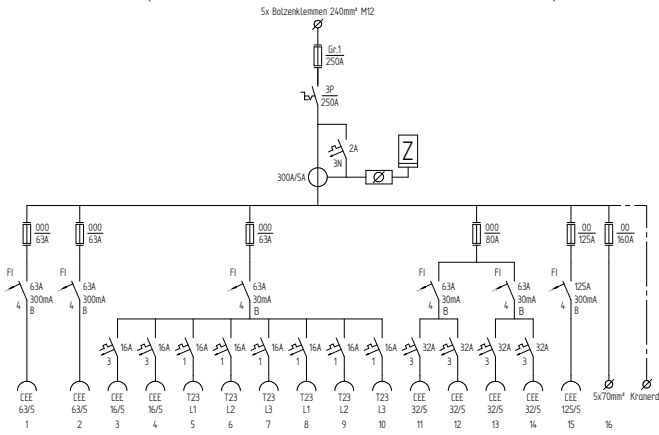 5x Bolzenklemmen 240mm² M12
Gr.1
250A
3P
250A
2A
3N
Z
300A/5A
000
63A
000
63A
000
63A
000
80A
00
125A
00
160A
FI
63A
300mA
4
B
FI
63A
300mA
4
B
FI
63A
30mA
4
B
FI
63A
30mA
4
B
FI
63A
30mA
4
B
FI
125A
300mA
4
B
16A
3
16A
3
16A
1
16A
1
16A
1
16A
1
16A
1
16A
1
32A
3
32A
3
32A
3
32A
3
CEE CEE CEE CEE T23 T23 T23 T23 T23 T23 CEE CEE CEE CEE CEE 5x70mm² Kranerd
63/5 63/5 16/5 16/5 L1 L2 L3 L1 L2 L3 32/5 32/5 32/5 32/5 125/5
1 2 3 4 5 6 7 8 9 10 11 12 13 14 15 16